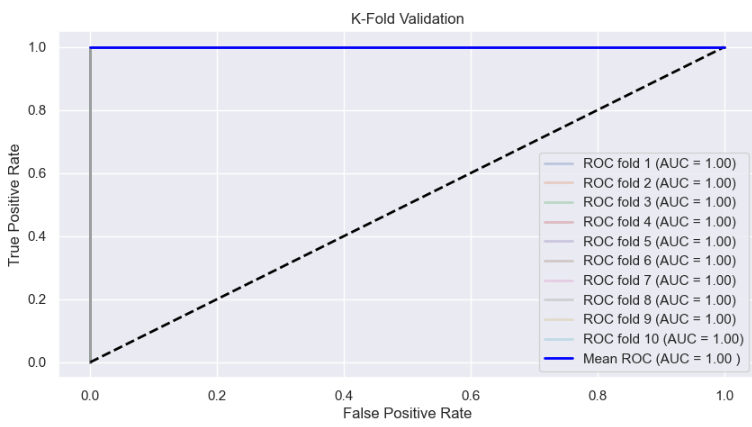 K-Fold Validation
True Positive Rate
1.0
0.8
0.6
0.4
0.2
0.0
ROC fold 1 (AUC = 1.00)
ROC fold 2 (AUC = 1.00)
ROC fold 3 (AUC = 1.00)
ROC fold 4 (AUC = 1.00)
ROC fold 5 (AUC = 1.00)
ROC fold 6 (AUC = 1.00)
ROC fold 7 (AUC = 1.00)
ROC fold 8 (AUC = 1.00)
ROC fold 9 (AUC = 1.00)
ROC fold 10 (AUC = 1.00)
Mean ROC (AUC = 1.00 )
0.0 0.2 0.4 0.6 0.8 1.0
False Positive Rate